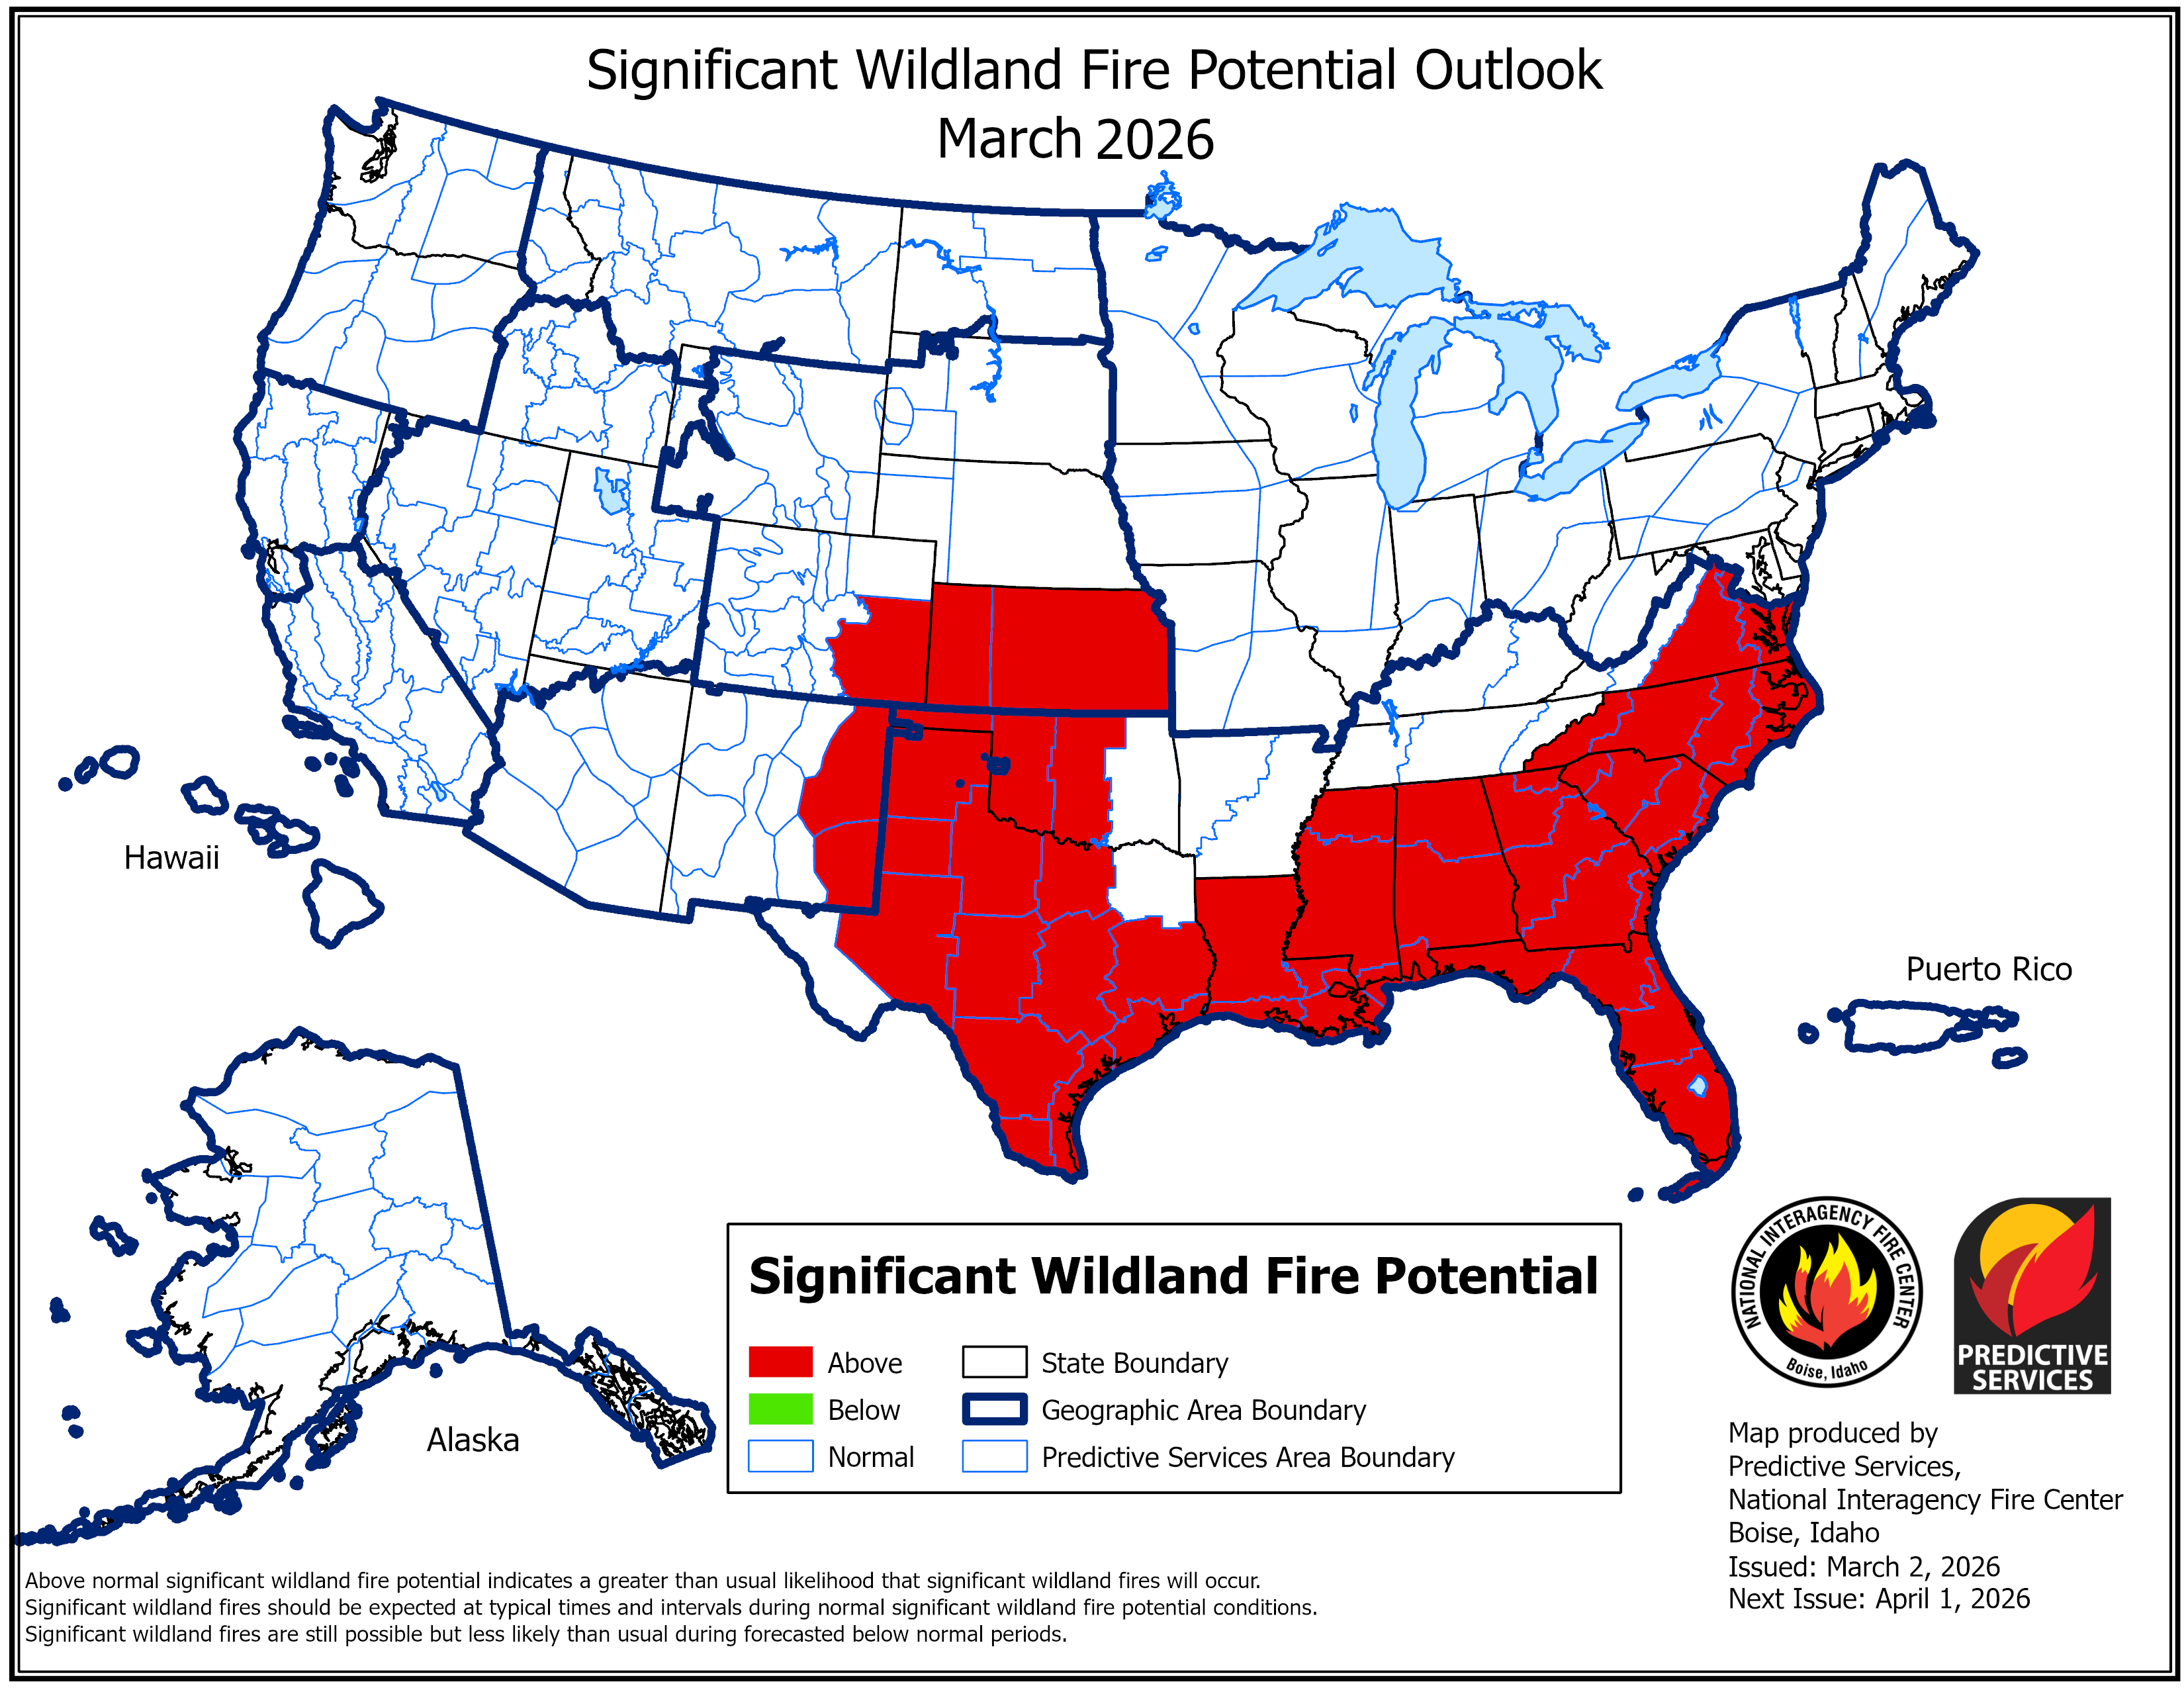 Significant Wildland Fire Potential Outlook
March 2026
Hawaii
Puerto Rico
Alaska
Significant Wildland Fire Potential
Above
Below
Normal
State Boundary
Geographic Area Boundary
Predictive Services Area Boundary
NATIONAL INTERAGENCY FIRE CENTER
Boise, Idaho
PREDICTIVE
SERVICES
Map produced by
Predictive Services,
National Interagency Fire Center
Boise, Idaho
Issued: March 2, 2026
Next Issue: April 1, 2026
Above normal significant wildland fire potential indicates a greater than usual likelihood that significant wildland fires will occur.
Significant wildland fires should be expected at typical times and intervals during normal significant wildland fire potential conditions.
Significant wildland fires are still possible but less likely than usual during forecasted below normal periods.